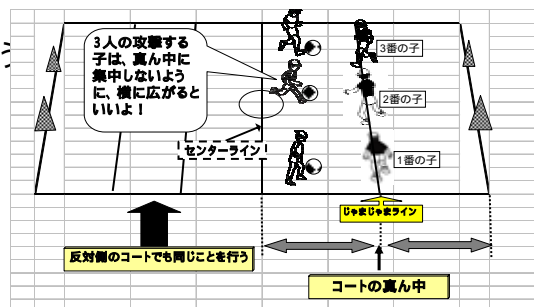 3人の攻撃する
子は、真ん中に
集中しないよう
に、横に広がると
いいよ！
3番の子
2番の子
1番の子
センターライン
じゃまじゃまライン
反対側のコートでも同じことを行う
コートの真ん中